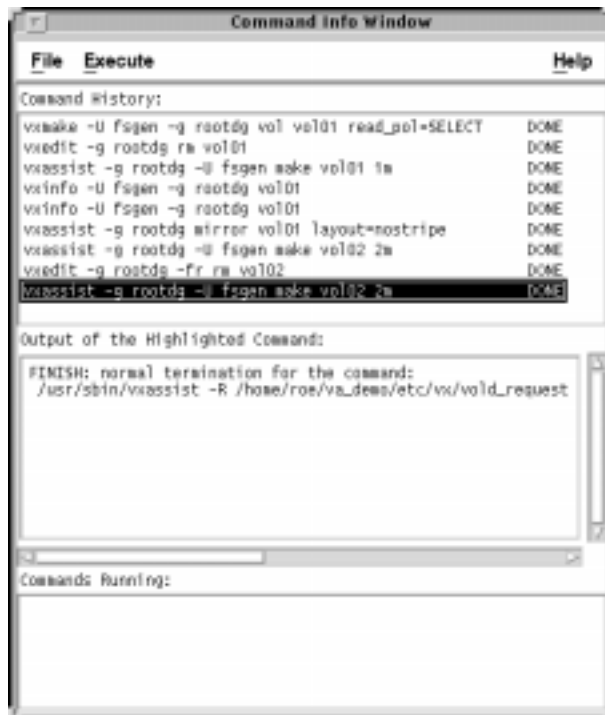 Command Info Window
File Execute Help
Command History:
vxmake -U fsgen -g rootdg vol vol01 read_pol=SELECT DONE
vxedit -g rootdg rm vol01 DONE
vxassist -g rootdg -U fsgen make vol01 1m DONE
vxinfo -U fsgen -g rootdg vol01 DONE
vxinfo -U fsgen -g rootdg vol01 DONE
vxassist -g rootdg mirror vol01 layout=nostripe DONE
vxassist -g rootdg -U fsgen make vol02 2m DONE
vxedit -g rootdg -fr rm vol02 DONE
vxassist -g rootdg -U fsgen make vol02 2m DONE
Output of the Highlighted Command:
FINISH: normal termination for the command:
/usr/sbin/vxassist -R /home/roe/va_demo/etc/vx/vold_request
Commands Running: